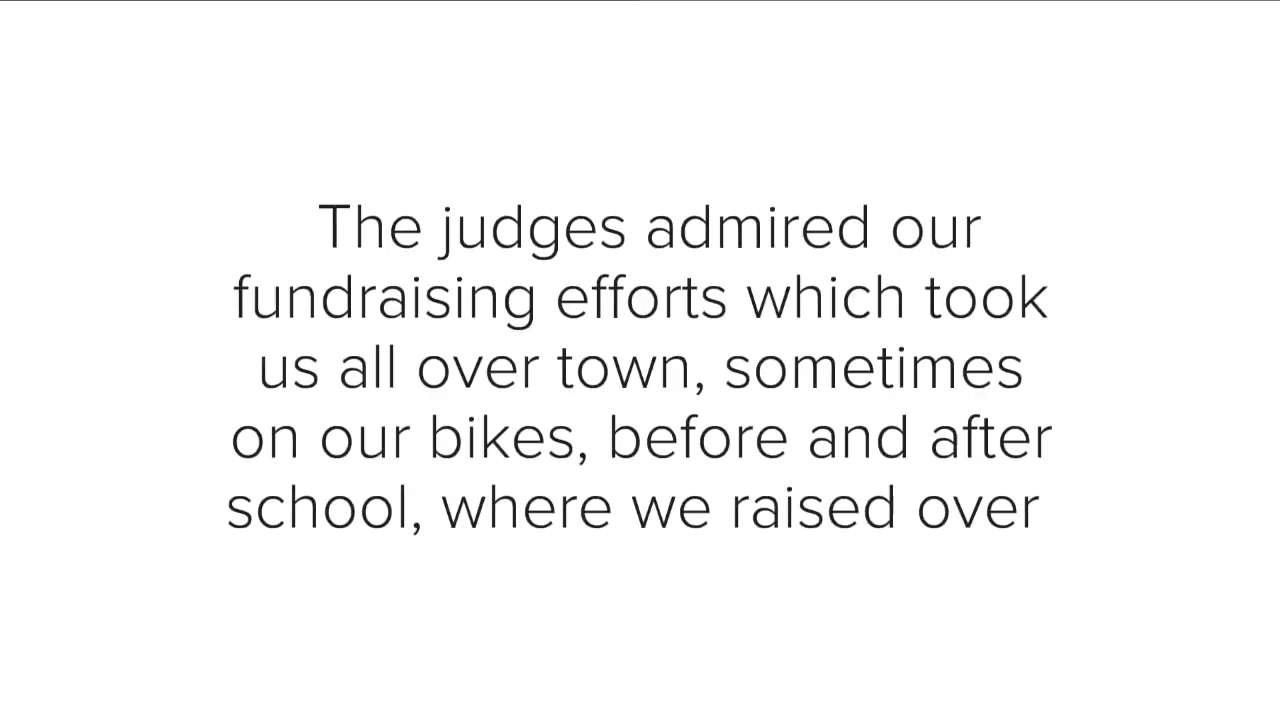 The judges admired our
fundraising efforts which took
us all over town, sometimes
on our bikes, before and after
school, where we raised over